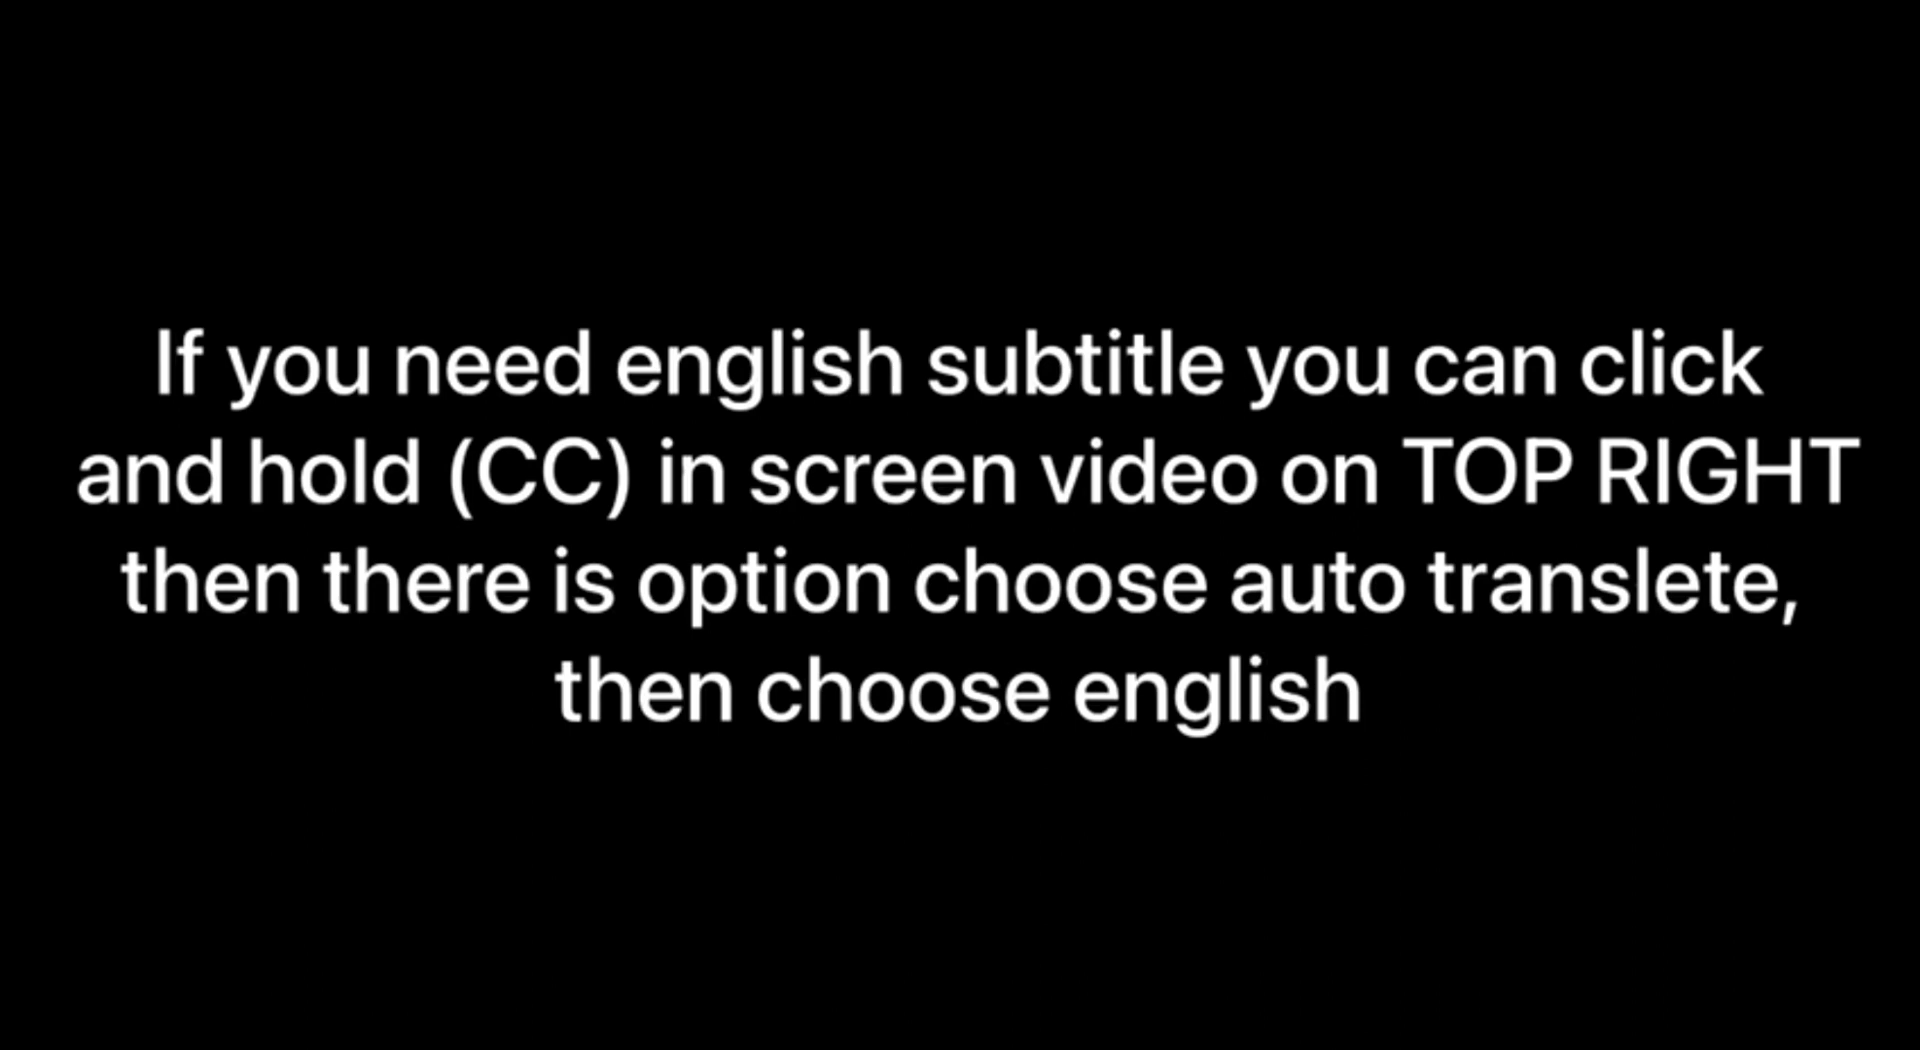 If you need english subtitle you can click
and hold (CC) in screen video on TOP RIGHT
then there is option choose auto translete,
then choose english